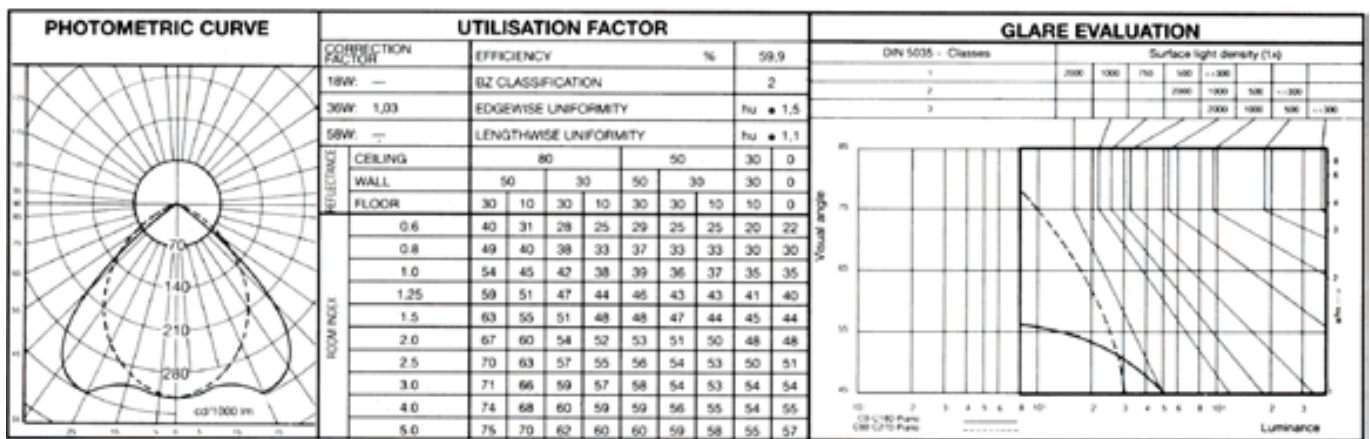 PHOTOMETRIC CURVE
70
140
210
280
cd/1000 lm
UTILISATION FACTOR
CORRECTION FACTOR EFFICIENCY % 59,9
18W: — BZ CLASSIFICATION 2
36W: 1,03 EDGEWISE UNIFORMITY hu • 1,5
58W: — LENGTHWISE UNIFORMITY hu • 1,1
REFLECTANCE
CEILING 80 50 30 0
WALL 50 30 50 30 30 0
FLOOR 30 10 30 10 30 30 10 10 0
ROOM INDEX
0.6 40 31 28 25 29 25 25 20 22
0.8 49 40 38 33 37 33 33 30 30
1.0 54 45 42 38 39 36 37 35 35
1.25 59 51 47 44 46 43 43 41 40
1.5 63 55 51 48 48 47 44 45 44
2.0 67 60 54 52 53 51 50 48 48
2.5 70 63 57 55 56 54 53 50 51
3.0 71 66 59 57 58 54 53 54 54
4.0 74 68 60 59 59 56 55 54 55
5.0 75 70 62 60 60 59 58 55 57
GLARE EVALUATION
DIN 5035 - Classes Surface light density (1x)
1 2000 1000 750 500 <=300
2 2000 1000 500 <=300
3 2000 1000 500 <=300
Visual angle
85
75
65
55
45
Luminance